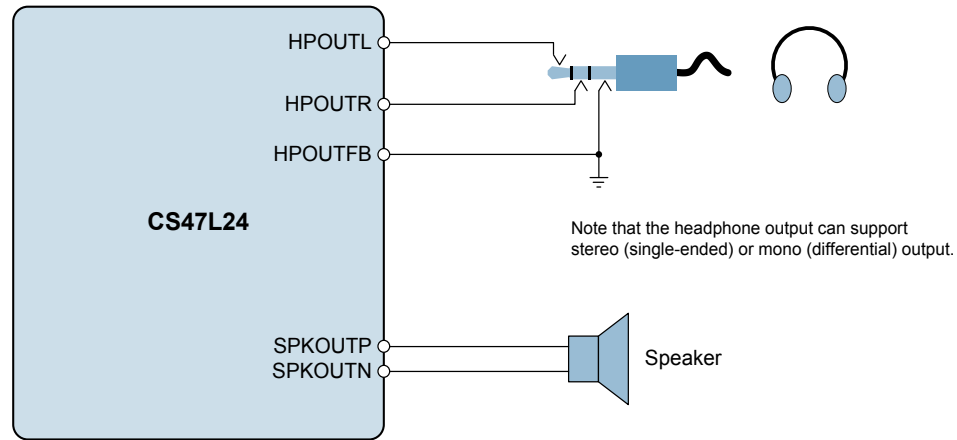 HPOUTL
HPOUTR
HPOUTFB
CS47L24
Note that the headphone output can support
stereo (single-ended) or mono (differential) output.
SPKOUTP
SPKOUTN
Speaker